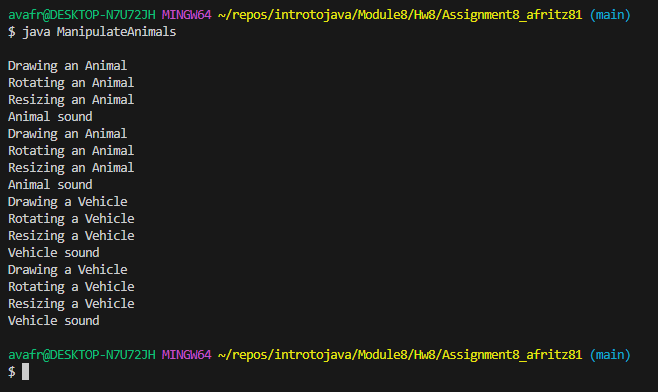 avafr@DESKTOP-N7U72JH MINGW64 ~/repos/introtojava/Module8/Hw8/Assignment8_afritz81 (main)
$ java ManipulateAnimals
Drawing an Animal
Rotating an Animal
Resizing an Animal
Animal sound
Drawing an Animal
Rotating an Animal
Resizing an Animal
Animal sound
Drawing a Vehicle
Rotating a Vehicle
Resizing a Vehicle
Vehicle sound
Drawing a Vehicle
Rotating a Vehicle
Resizing a Vehicle
Vehicle sound
avafr@DESKTOP-N7U72JH MINGW64 ~/repos/introtojava/Module8/Hw8/Assignment8_afritz81 (main)
$